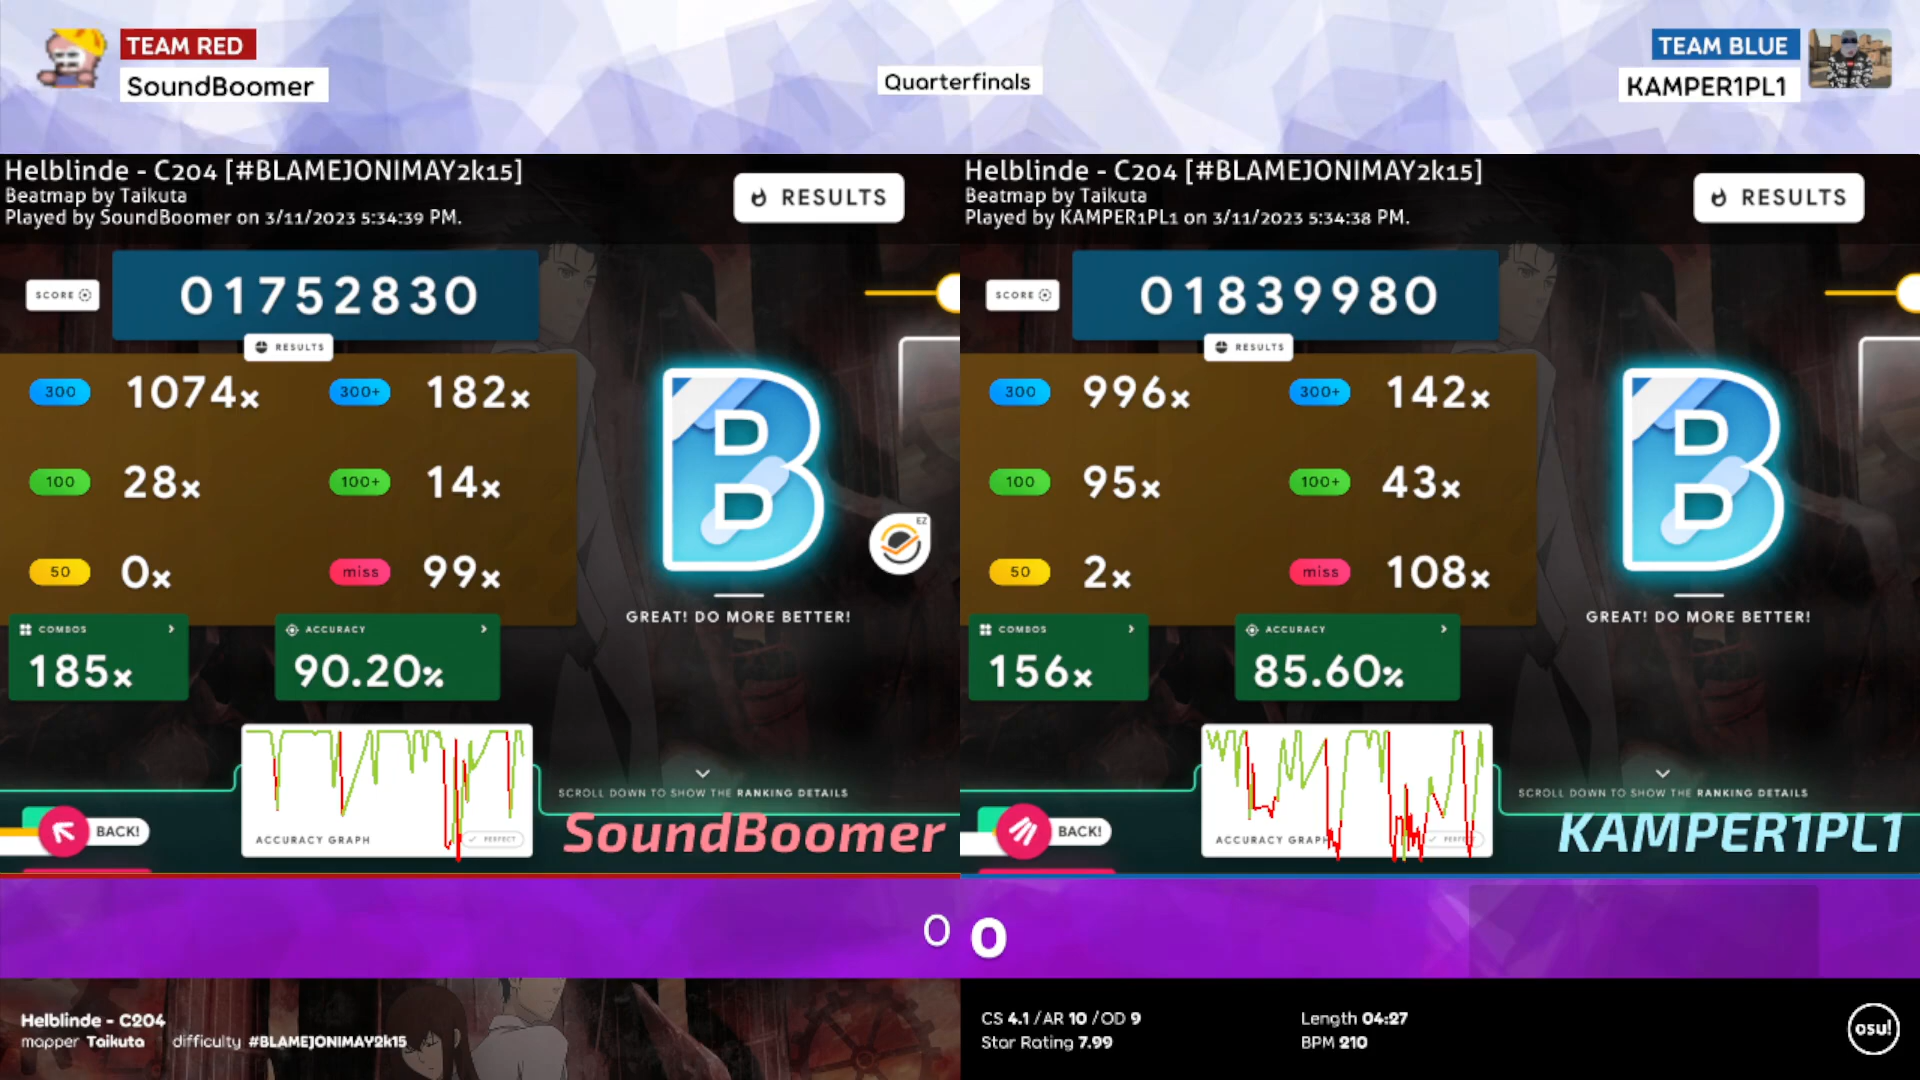 TEAM RED
SoundBoomer
Quarterfinals
TEAM BLUE
KAMPER1PL1
Helblinde - C204 [#BLAMEJONIMAY2k15]
Beatmap by Taikuta
Played by SoundBoomer on 3/11/2023 5:34:39 PM.
RESULTS
SCORE
01752830
RESULTS
300 1074x 300+ 182x
100 28x 100+ 14x
50 0x miss 99x
COMBOS
185x
ACCURACY
90.20%
B
EZ
GREAT! DO MORE BETTER!
ACCURACY GRAPH
PERFECT
SCROLL DOWN TO SHOW THE RANKING DETAILS
BACK!
SoundBoomer
Helblinde - C204 [#BLAMEJONIMAY2k15]
Beatmap by Taikuta
Played by KAMPER1PL1 on 3/11/2023 5:34:38 PM.
RESULTS
SCORE
01839980
RESULTS
300 996x 300+ 142x
100 95x 100+ 43x
50 2x miss 108x
COMBOS
156x
ACCURACY
85.60%
B
GREAT! DO MORE BETTER!
ACCURACY GRAPH
SCROLL DOWN TO SHOW THE RANKING DETAILS
BACK!
KAMPER1PL1
0 0
Helblinde - C204
mapper Taikuta difficulty #BLAMEJONIMAY2k15
CS 4.1 / AR 10 / OD 9
Star Rating 7.99
Length 04:27
BPM 210
osu!